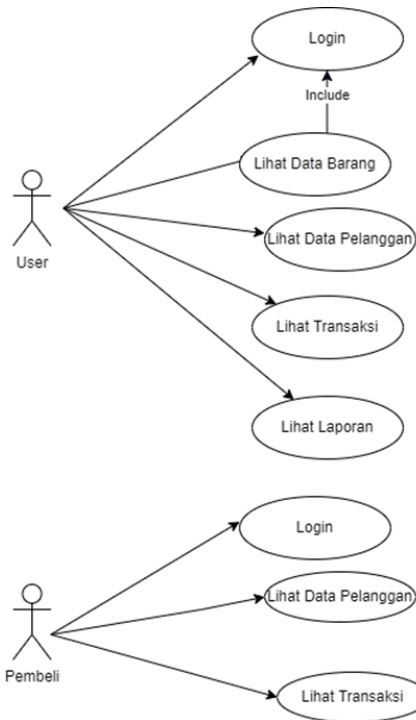 Login
Include
Lihat Data Barang
Lihat Data Pelanggan
User
Lihat Transaksi
Lihat Laporan
Login
Lihat Data Pelanggan
Pembeli
Lihat Transaksi